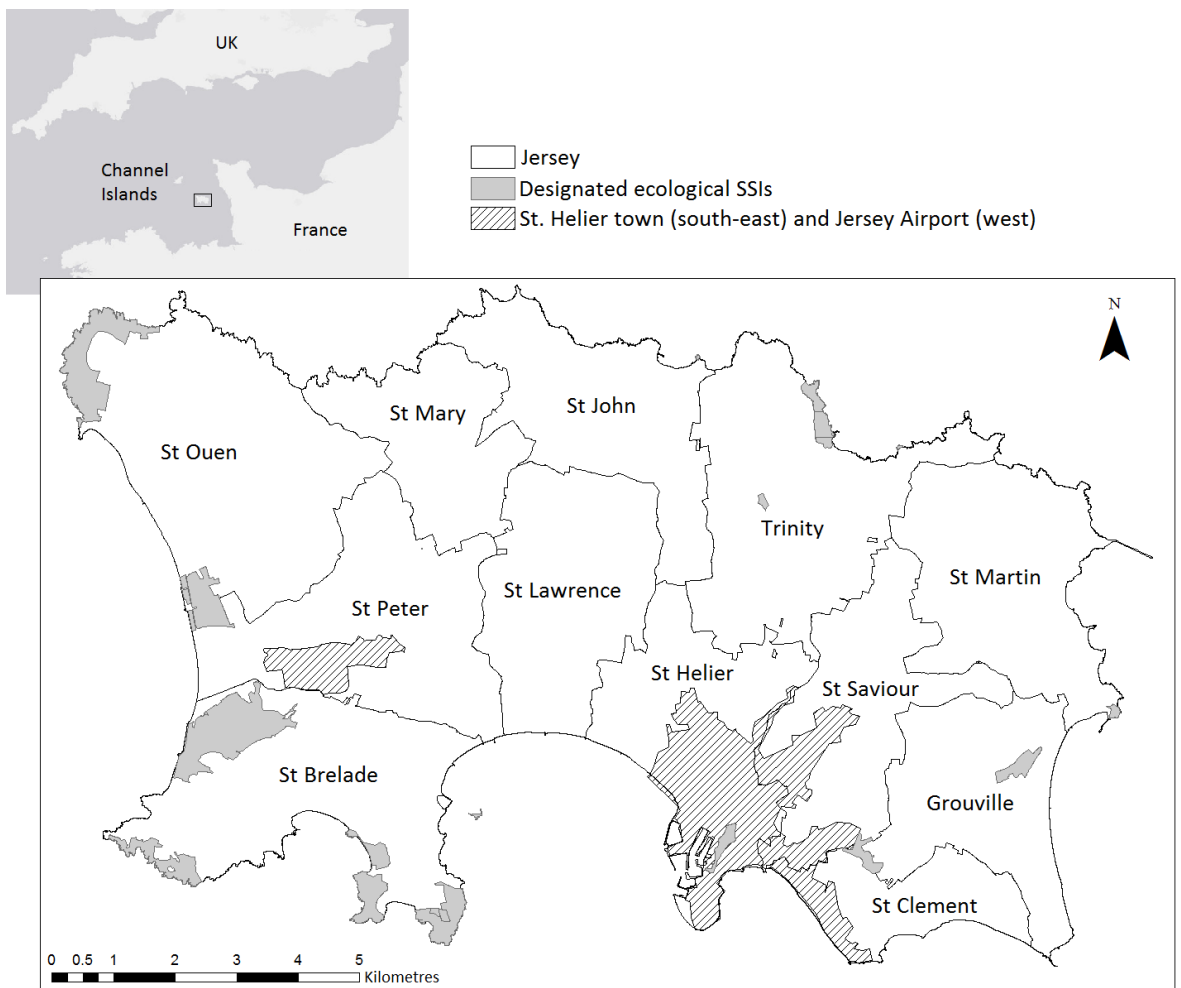 UK
Channel
Islands
France
Jersey
Designated ecological SSIs
St. Helier town (south-east) and Jersey Airport (west)
N
St Mary
St John
St Ouen
Trinity
St Martin
St Lawrence
St Peter
St Helier
St Saviour
St Brelade
Grouville
St Clement
0 0.5 1 2 3 4 5
Kilometres